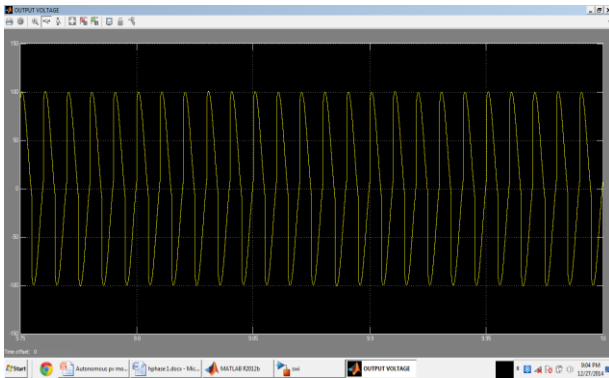 OUTPUT VOLTAGE
150
100
50
0
-50
-100
9.75
9.8
9.85
9.9
9.95
10
Time offset: 0
Start
Autonomous pv mo...
hphase1.docx - Mic...
MATLAB R2012b
swi
OUTPUT VOLTAGE
9:04 PM
12/27/2014